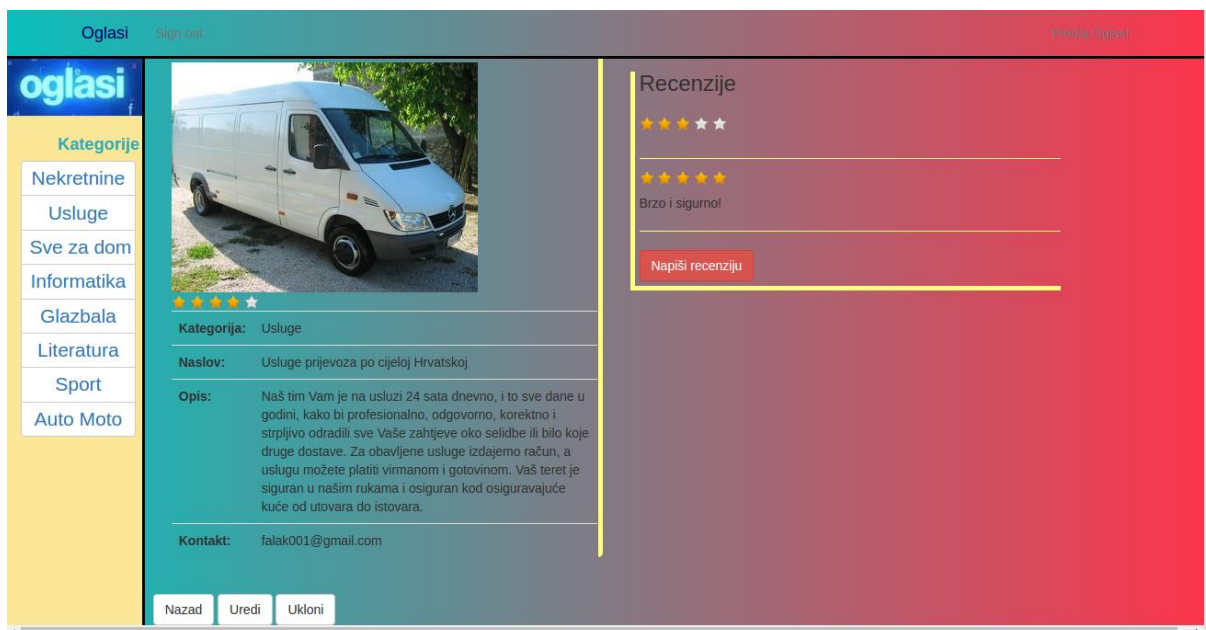 Oglasi
Sign out
Predaj Oglas!
oglasi
Kategorije
Nekretnine
Usluge
Sve za dom
Informatika
Glazbala
Literatura
Sport
Auto Moto
Kategorija: Usluge
Naslov: Usluge prijevoza po cijeloj Hrvatskoj
Opis: Naš tim Vam je na usluzi 24 sata dnevno, i to sve dane u
godini, kako bi profesionalno, odgovorno, korektno i
strpljivo odradili sve Vaše zahtjeve oko selidbe ili bilo koje
druge dostave. Za obavljene usluge izdajemo račun, a
uslugu možete platiti virmanom i gotovinom. Vaš teret je
siguran u našim rukama i osiguran kod osiguravajuće
kuće od utovara do istovara.
Kontakt: falak001@gmail.com
Nazad
Uredi
Ukloni
Recenzije
Brzo i sigurno!
Napiši recenziju